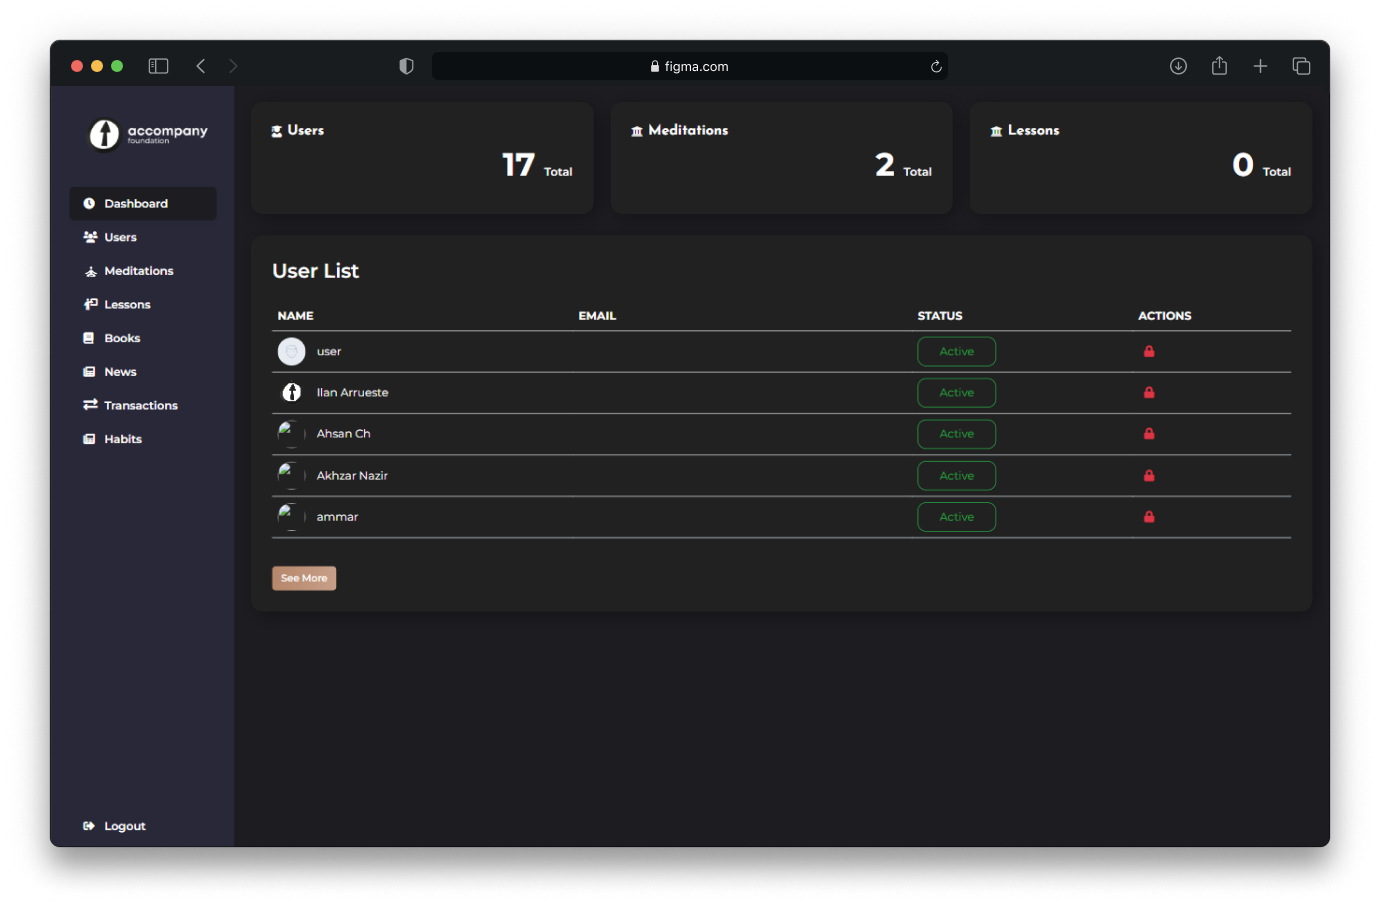 figma.com
accompany
foundation
Dashboard
Users
Meditations
Lessons
Books
News
Transactions
Habits
Logout
Users
17 Total
Meditations
2 Total
Lessons
0 Total
User List
NAME EMAIL STATUS ACTIONS
user Active
Ilan Arrueste Active
Ahsan Ch Active
Akhzar Nazir Active
ammar Active
See More